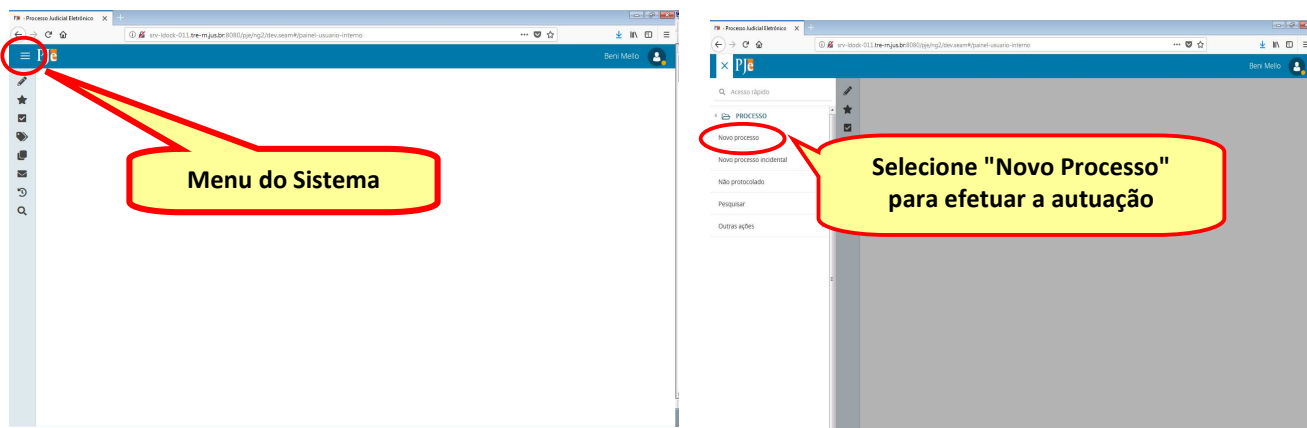 PJe - Processo Judicial Eletrônico
srv-ldock-011.tre-rn.jus.br:8080/pje/ng2/dev.seam#/painel-usuario-interno
PJe
Beni Mello
Menu do Sistema
PJe - Processo Judicial Eletrônico
srv-ldock-011.tre-rn.jus.br:8080/pje/ng2/dev.seam#/painel-usuario-interno
PJe
Beni Mello
Acesso rápido
PROCESSO
Novo processo
Novo processo incidental
Não protocolado
Pesquisar
Outras ações
Selecione "Novo Processo"
para efetuar a autuação